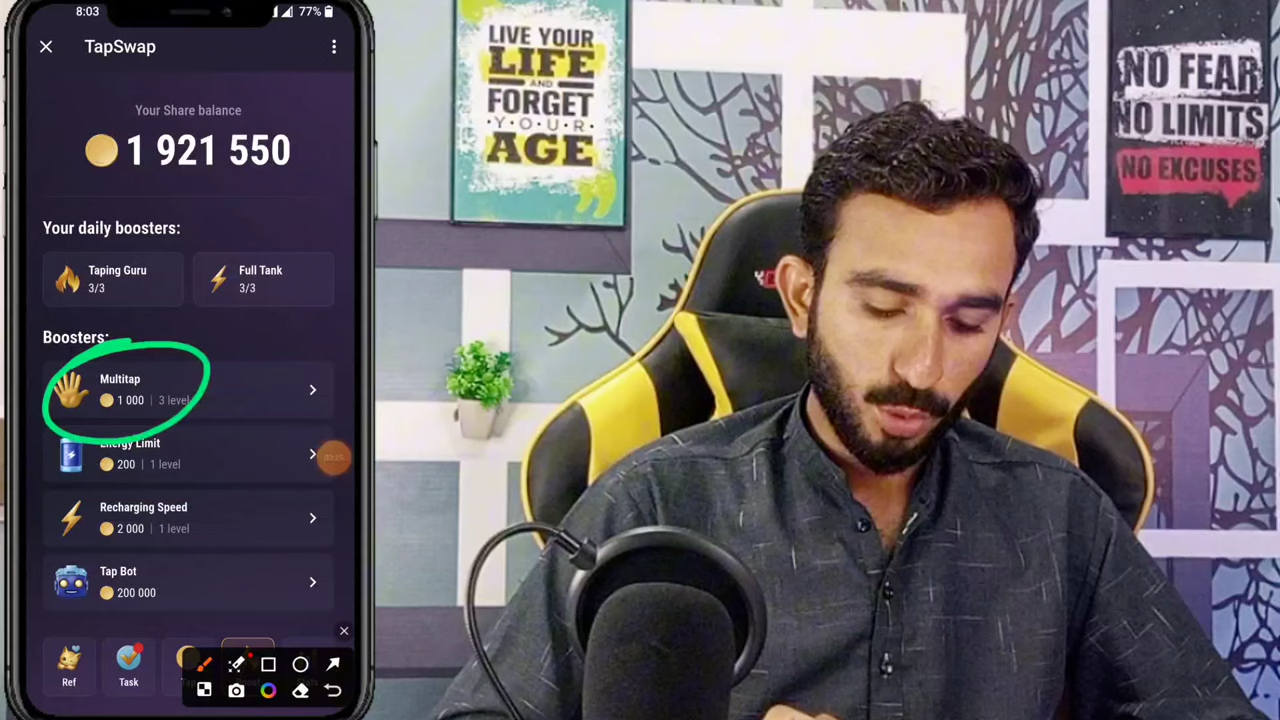 8:03
77%
TapSwap
Your Share balance
1 921 550
Your daily boosters:
Taping Guru
3/3
Full Tank
3/3
Boosters:
Multitap
1 000 | 3 level
Energy Limit
200 | 1 level
Recharging Speed
2 000 | 1 level
Tap Bot
200 000
Ref
Task
LIVE YOUR
LIFE
AND
FORGET
·Y·O·U·R·
AGE
NO FEAR
NO LIMITS
NO EXCUSES